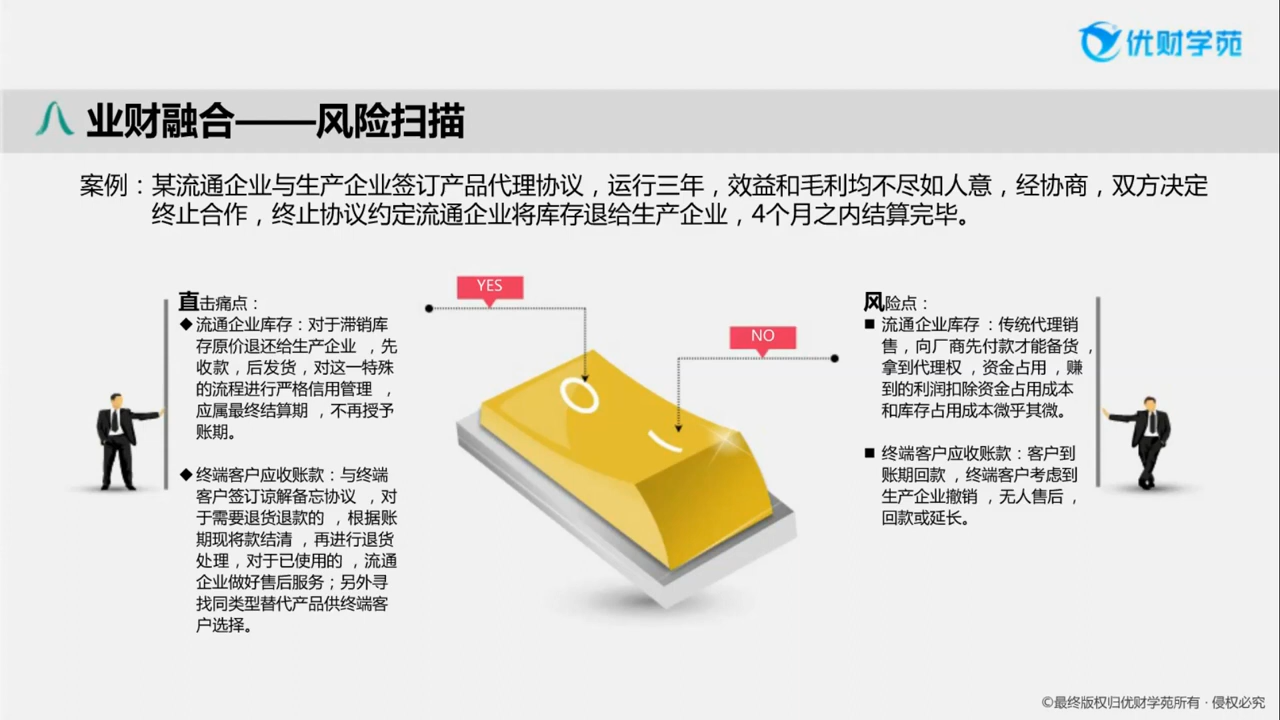 优财学苑
业财融合——风险扫描
案例：某流通企业与生产企业签订产品代理协议，运行三年，效益和毛利均不尽如人意，经协商，双方决定
终止合作，终止协议约定流通企业将库存退给生产企业，4个月之内结算完毕。
YES
NO
直击痛点：
◆ 流通企业库存：对于滞销库
存原价退还给生产企业 ，先
收款，后发货，对这一特殊
的流程进行严格信用管理 ，
应属最终结算期 ，不再授予
账期。
◆ 终端客户应收账款：与终端
客户签订谅解备忘协议 ，对
于需要退货退款的 ，根据账
期现将款结清 ，再进行退货
处理，对于已使用的 ，流通
企业做好售后服务；另外寻
找同类型替代产品供终端客
户选择。
风险点：
■ 流通企业库存 ：传统代理销
售，向厂商先付款才能备货 ，
拿到代理权 ，资金占用 ，赚
到的利润扣除资金占用成本
和库存占用成本微乎其微。
■ 终端客户应收账款：客户到
账期回款 ，终端客户考虑到
生产企业撤销 ，无人售后 ，
回款或延长。
©最终版权归优财学苑所有 · 侵权必究